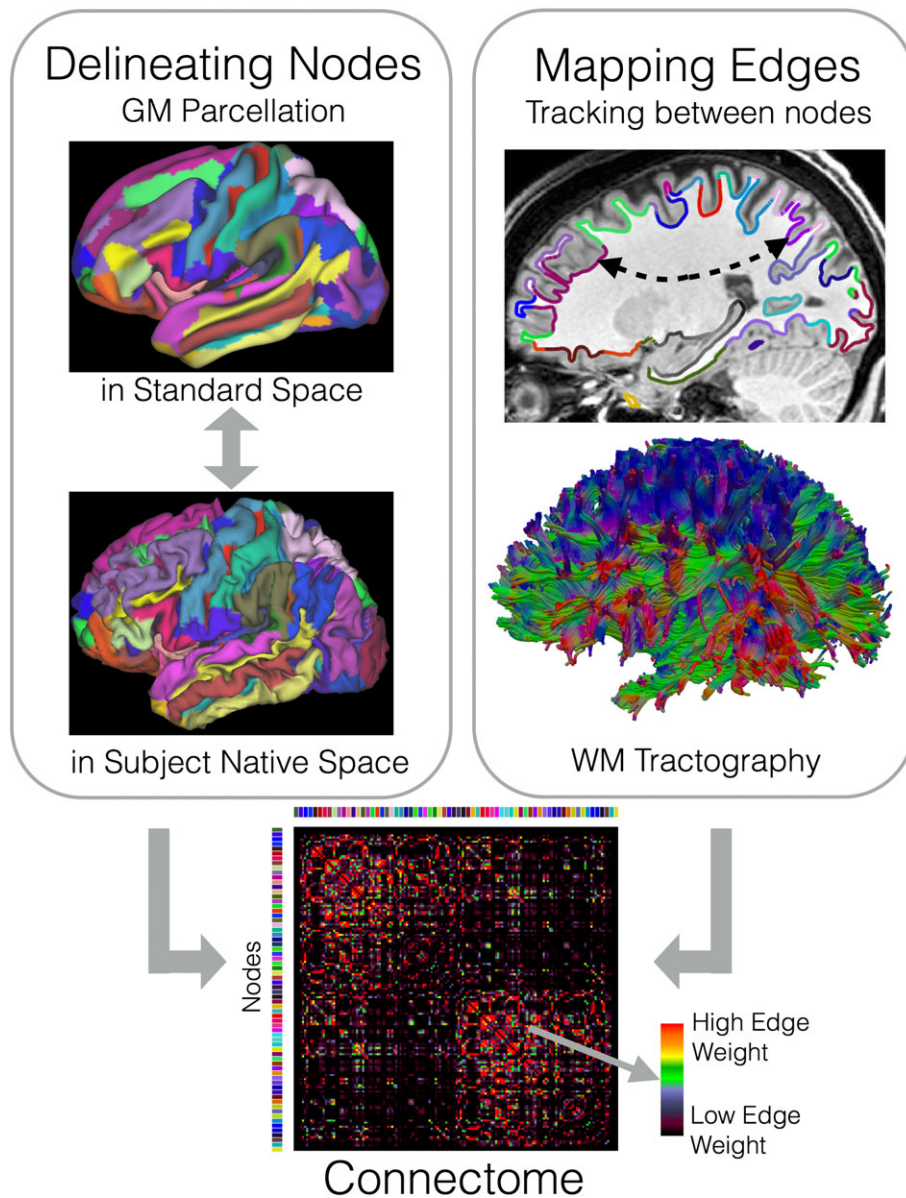 Delineating Nodes
GM Parcellation
in Standard Space
in Subject Native Space
Mapping Edges
Tracking between nodes
WM Tractography
Nodes
High Edge
Weight
Low Edge
Weight
Connectome